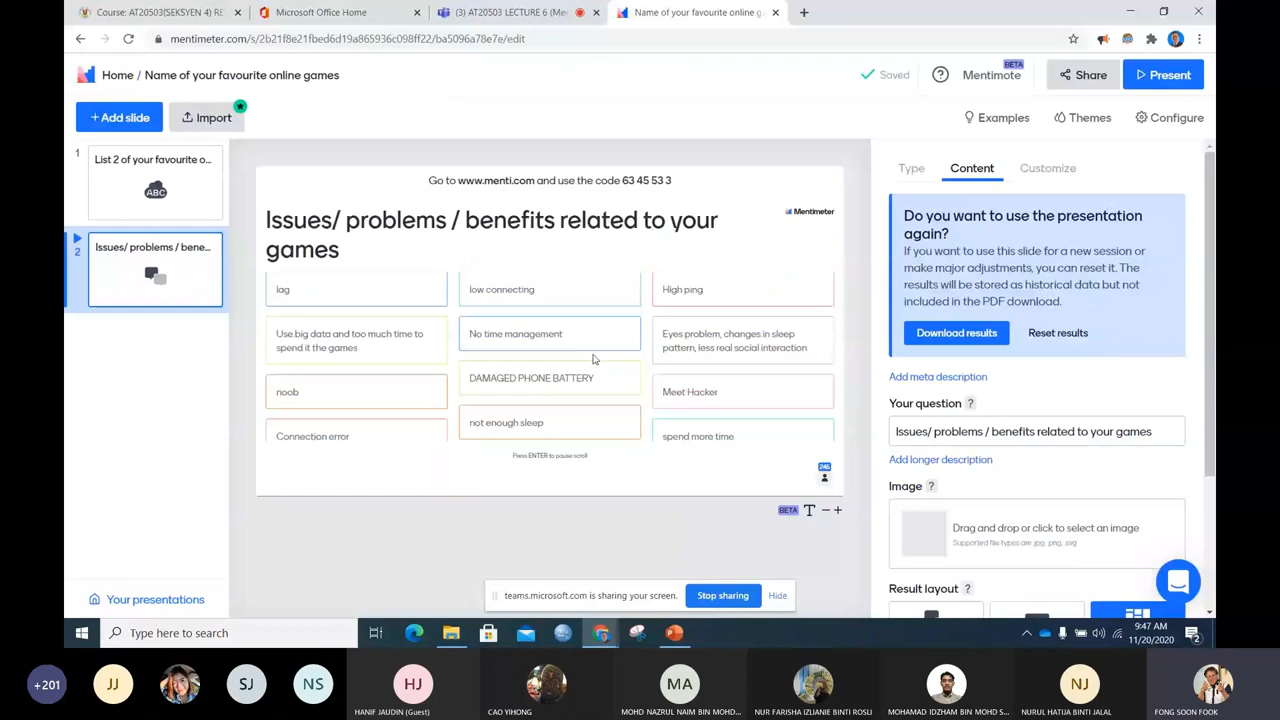 Course: AT20503(SEKSYEN 4) RE
Microsoft Office Home
(3) AT20503 LECTURE 6 (Mee
Name of your favourite online ga
mentimeter.com/s/2b21f8e21fbed6d19a865936c098ff22/ba5096a78e7e/edit
Home / Name of your favourite online games
Saved
Mentimote
BETA
Share
Present
+ Add slide
Import
Examples
Themes
Configure
1
List 2 of your favourite o...
ABC
2
Issues/ problems / bene...
Go to www.menti.com and use the code 63 45 53 3
Issues/ problems / benefits related to your
games
Mentimeter
lag
low connecting
High ping
Use big data and too much time to
spend it the games
No time management
Eyes problem, changes in sleep
pattern, less real social interaction
DAMAGED PHONE BATTERY
noob
Meet Hacker
not enough sleep
Connection error
spend more time
Press ENTER to pause scroll
246
BETA T − +
Type
Content
Customize
Do you want to use the presentation
again?
If you want to use this slide for a new session or
make major adjustments, you can reset it. The
results will be stored as historical data but not
included in the PDF download.
Download results
Reset results
Add meta description
Your question ?
Issues/ problems / benefits related to your games
Add longer description
Image ?
Drag and drop or click to select an image
Supported file types are jpg, png, svg
Result layout ?
Your presentations
teams.microsoft.com is sharing your screen.
Stop sharing
Hide
Type here to search
9:47 AM
11/20/2020
2
+201
JJ
SJ
NS
HJ
HANIF JAUDIN (Guest)
CAO YIHONG
MA
MOHD NAZRUL NAIM BIN MOHD...
NUR FARISHA IZLIANIE BINTI ROSLI
MOHAMAD IDZHAM BIN MOHD S...
NJ
NURUL HATIJA BINTI JALAL
FONG SOON FOOK